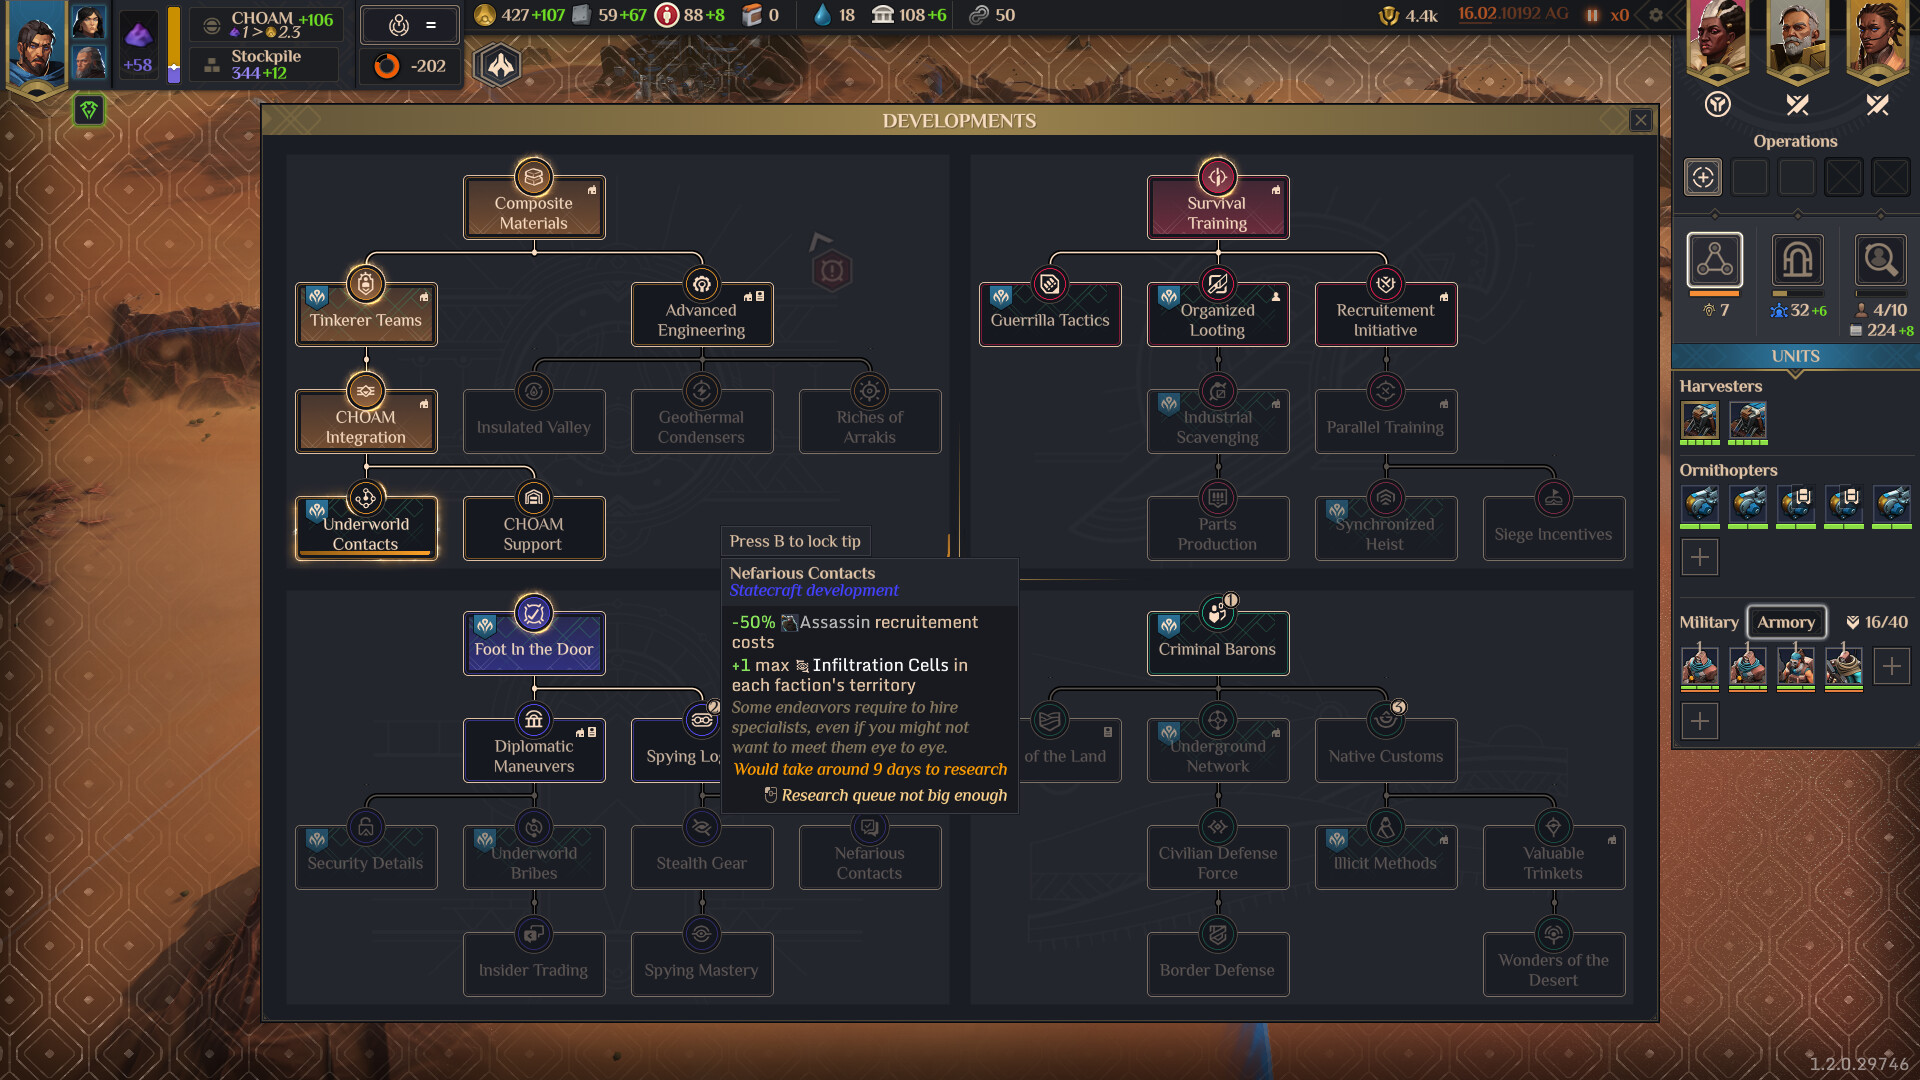 CHOAM +106
1 > 2.3
+58
Stockpile
344 +12
=
-202
427 +107
59 +67
88 +8
0
18
108 +6
50
4.4k
16.02.10192 AG
x0
DEVELOPMENTS
Composite
Materials
Tinkerer Teams
Advanced
Engineering
CHOAM
Integration
Insulated Valley
Geothermal
Condensers
Riches of
Arrakis
Underworld
Contacts
CHOAM
Support
Survival
Training
Guerrilla Tactics
Organized
Looting
Recruitment
Initiative
Industrial
Scavenging
Parallel Training
Parts
Production
Synchronized
Heist
Siege Incentives
Press B to lock tip
Nefarious Contacts
Statecraft development
-50% Assassin recruitement
costs
+1 max Infiltration Cells in
each faction's territory
Some endeavors require to hire
specialists, even if you might not
want to meet them eye to eye.
Would take around 9 days to research
Research queue not big enough
Foot In the Door
Diplomatic
Maneuvers
2
Spying Lo
Security Details
Underworld
Bribes
Stealth Gear
Nefarious
Contacts
Insider Trading
Spying Mastery
1
Criminal Barons
of the Land
Underground
Network
Native Customs
Civilian Defense
Force
Illicit Methods
Valuable
Trinkets
Border Defense
Wonders of the
Desert
Operations
7
32 +6
4/10
224 +8
UNITS
Harvesters
Ornithopters
Military
Armory
16/40
1
1
1
1
1.2.0.29746